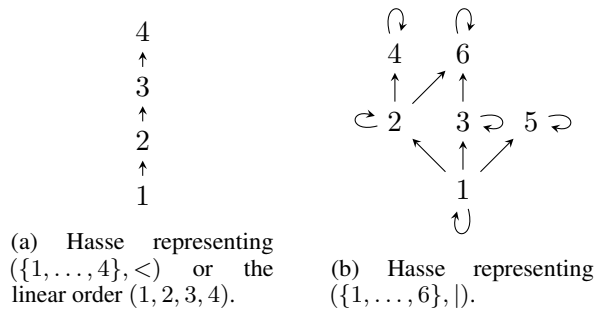 4
3
2
1
4 6
2 3 5
1
(a) Hasse representing
({1, . . . , 4}, <) or the
linear order (1, 2, 3, 4).
(b) Hasse representing
({1, . . . , 6}, |).